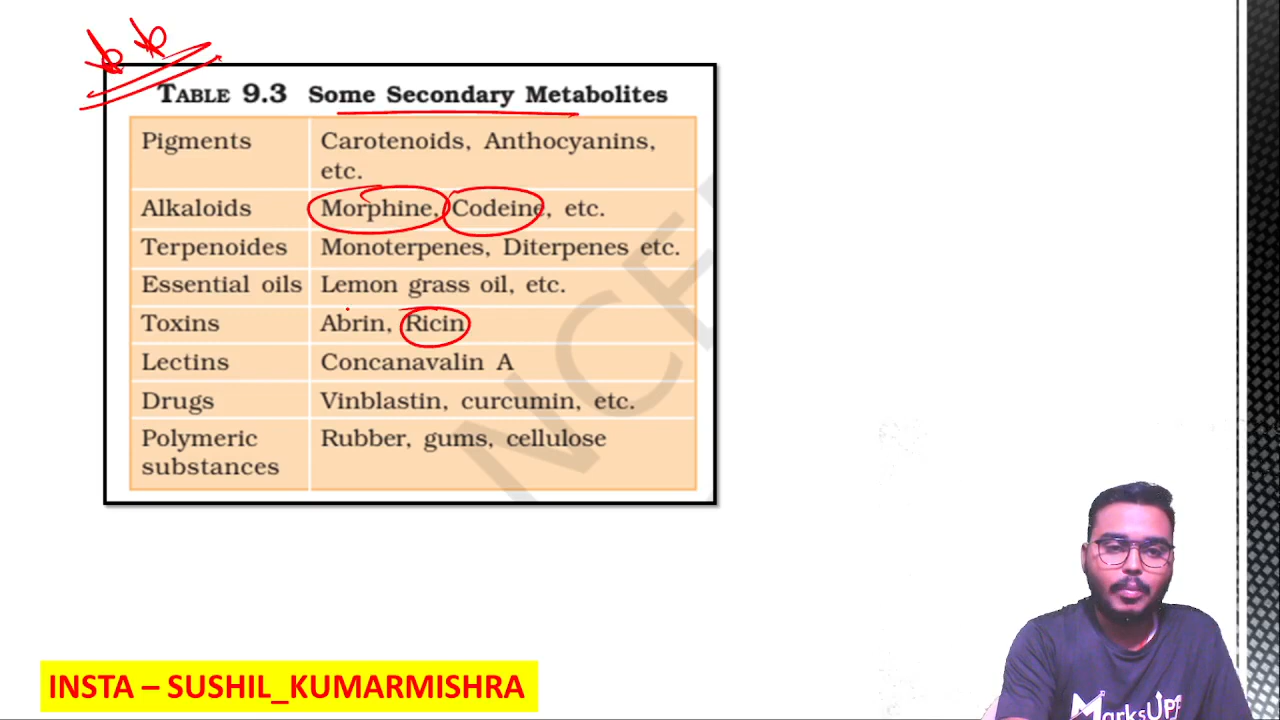 TABLE 9.3 Some Secondary Metabolites
Pigments Carotenoids, Anthocyanins,
etc.
Alkaloids Morphine, Codeine, etc.
Terpenoides Monoterpenes, Diterpenes etc.
Essential oils Lemon grass oil, etc.
Toxins Abrin, Ricin
Lectins Concanavalin A
Drugs Vinblastin, curcumin, etc.
Polymeric Rubber, gums, cellulose
substances
INSTA – SUSHIL_KUMARMISHRA
MarksUp